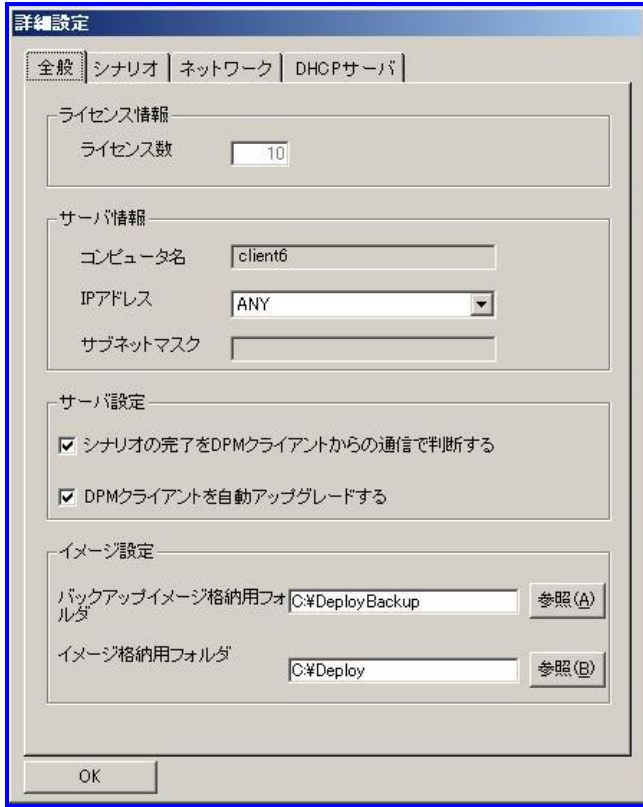 詳細設定
全般 シナリオ ネットワーク DHCPサーバ
ライセンス情報
ライセンス数 10
サーバ情報
コンピュータ名 client6
IPアドレス ANY
サブネットマスク
サーバ設定
シナリオの完了をDPMクライアントからの通信で判断する
DPMクライアントを自動アップグレードする
イメージ設定
バックアップイメージ格納用フォ
ルダ
C:¥DeployBackup 参照(A)
イメージ格納用フォルダ
C:¥Deploy 参照(B)
OK